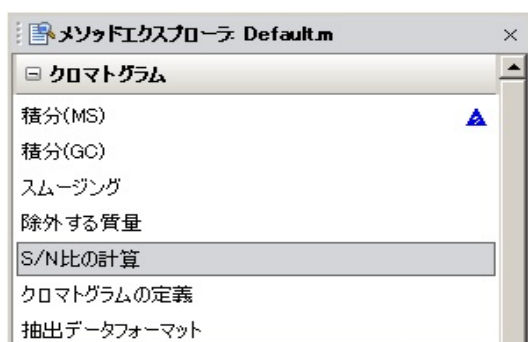 メソッドエクスプローラ: Default.m
クロマトグラム
積分(MS)
積分(GC)
スムージング
除外する質量
S/N比の計算
クロマトグラムの定義
抽出データフォーマット